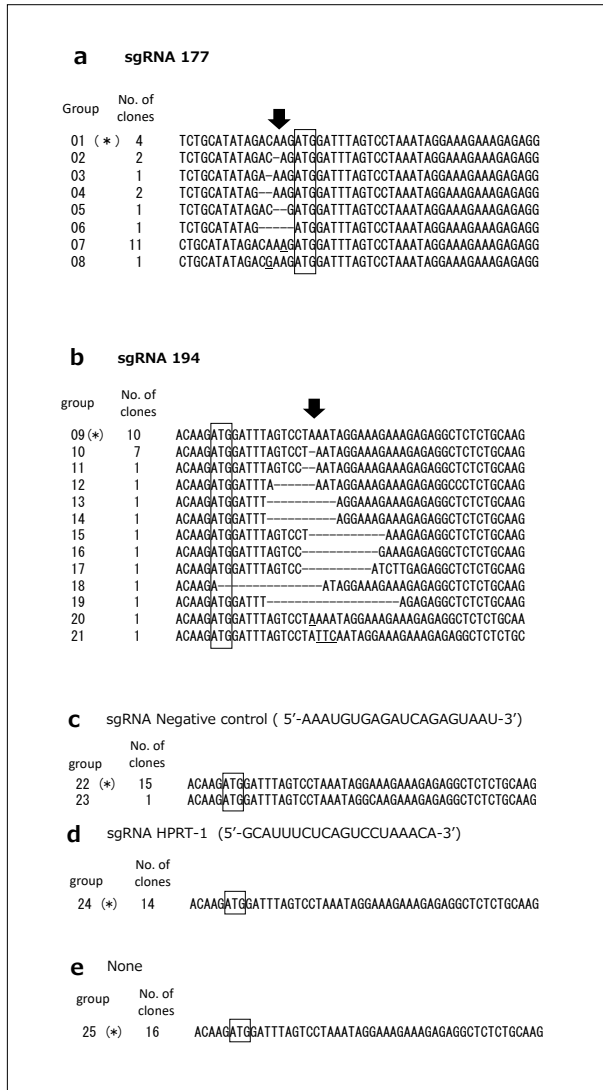 a sgRNA 177
Group No. of clones
01 (*) 4 TCTGCATATAGACAAGATGGATTTAGTCCTAAATAGGAAAGAAAGAGAGG
02 2 TCTGCATATAGAC-AGATGGATTTAGTCCTAAATAGGAAAGAAAGAGAGG
03 1 TCTGCATATAGA-AAGATGGATTTAGTCCTAAATAGGAAAGAAAGAGAGG
04 2 TCTGCATATAG--AAGATGGATTTAGTCCTAAATAGGAAAGAAAGAGAGG
05 1 TCTGCATATAGAC--GATGGATTTAGTCCTAAATAGGAAAGAAAGAGAGG
06 1 TCTGCATATAG-----ATGGATTTAGTCCTAAATAGGAAAGAAAGAGAGG
07 11 CTGCATATAGACAAAGATGGATTTAGTCCTAAATAGGAAAGAAAGAGAGG
08 1 CTGCATATAGACGAAGATGGATTTAGTCCTAAATAGGAAAGAAAGAGAGG
b sgRNA 194
group No. of clones
09(*) 10 ACAAGATGGATTTAGTCCTAAATAGGAAAGAAAGAGAGGCTCTCTGCAAG
10 7 ACAAGATGGATTTAGTCCT-AATAGGAAAGAAAGAGAGGCTCTCTGCAAG
11 1 ACAAGATGGATTTAGTCC--AATAGGAAAGAAAGAGAGGCTCTCTGCAAG
12 1 ACAAGATGGATTTA------AATAGGAAAGAAAGAGAGGCCCTCTGCAAG
13 1 ACAAGATGGATTT----------AGGAAAGAAAGAGAGGCTCTCTGCAAG
14 1 ACAAGATGGATTT----------AGGAAAGAAAGAGAGGCTCTCTGCAAG
15 1 ACAAGATGGATTTAGTCCT-----------AAAGAGAGGCTCTCTGCAAG
16 1 ACAAGATGGATTTAGTCC-----------GAAAGAGAGGCTCTCTGCAAG
17 1 ACAAGATGGATTTAGTCC----------ATCTTGAGAGGCTCTCTGCAAG
18 1 ACAAGA---------------ATAGGAAAGAAAGAGAGGCTCTCTGCAAG
19 1 ACAAGATGGATTT-------------------AGAGAGGCTCTCTGCAAG
20 1 ACAAGATGGATTTAGTCCTAAAATAGGAAAGAAAGAGAGGCTCTCTGCAA
21 1 ACAAGATGGATTTAGTCCTATTCAATAGGAAAGAAAGAGAGGCTCTCTGC
c sgRNA Negative control ( 5’-AAAUGUGAGAUCAGAGUAAU-3’)
group No. of clones
22 (*) 15 ACAAGATGGATTTAGTCCTAAATAGGAAAGAAAGAGAGGCTCTCTGCAAG
23 1 ACAAGATGGATTTAGTCCTAAATAGGCAAGAAAGAGAGGCTCTCTGCAAG
d sgRNA HPRT-1 (5’-GCAUUUCUCAGUCCUAAACA-3’)
group No. of clones
24 (*) 14 ACAAGATGGATTTAGTCCTAAATAGGAAAGAAAGAGAGGCTCTCTGCAAG
e None
group No. of clones
25 (*) 16 ACAAGATGGATTTAGTCCTAAATAGGAAAGAAAGAGAGGCTCTCTGCAAG